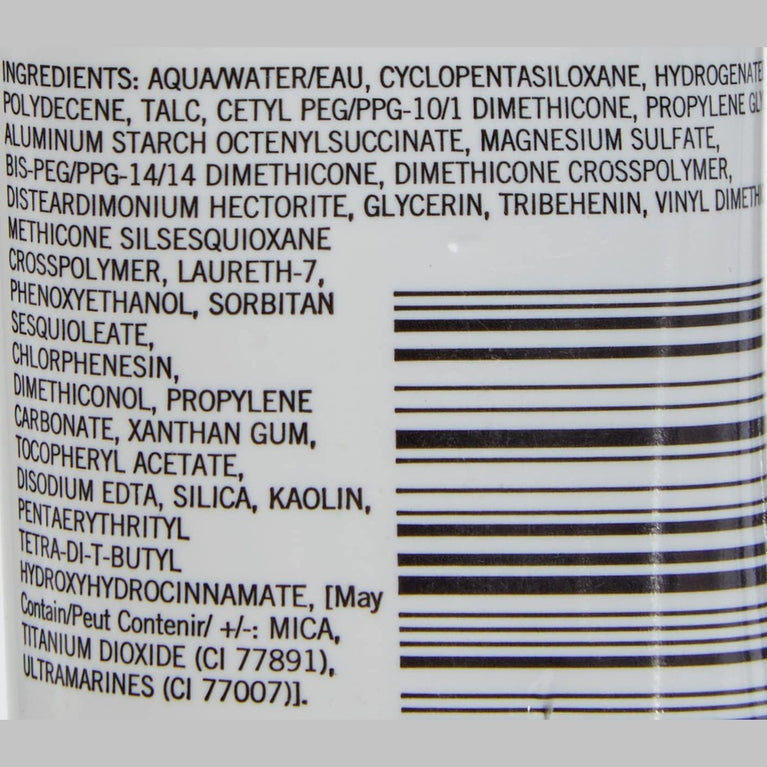 INGREDIENTS: AQUA/WATER/EAU, CYCLOPENTASILOXANE, HYDROGENATE
POLYDECENE, TALC, CETYL PEG/PPG-10/1 DIMETHICONE, PROPYLENE GLY
ALUMINUM STARCH OCTENYLSUCCINATE, MAGNESIUM SULFATE,
BIS-PEG/PPG-14/14 DIMETHICONE, DIMETHICONE CROSSPOLYMER,
DISTEARDIMONIUM HECTORITE, GLYCERIN, TRIBEHENIN, VINYL DIMETH
METHICONE SILSESQUIOXANE
CROSSPOLYMER, LAURETH-7,
PHENOXYETHANOL, SORBITAN
SESQUIOLEATE,
CHLORPHENESIN,
DIMETHICONOL, PROPYLENE
CARBONATE, XANTHAN GUM,
TOCOPHERYL ACETATE,
DISODIUM EDTA, SILICA, KAOLIN,
PENTAERYTHRITYL
TETRA-DI-T-BUTYL
HYDROXYHYDROCINNAMATE, [May
Contain/Peut Contenir/ +/-: MICA,
TITANIUM DIOXIDE (CI 77891),
ULTRAMARINES (CI 77007)].